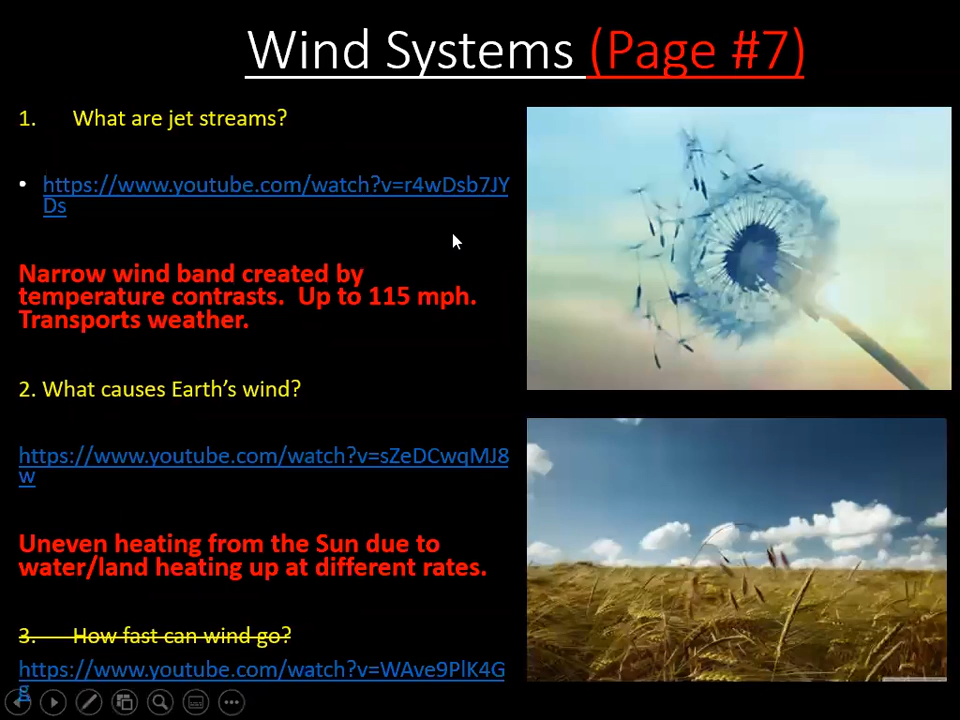 Wind Systems (Page #7)
1. What are jet streams?
• https://www.youtube.com/watch?v=r4wDsb7JY
Ds
Narrow wind band created by
temperature contrasts. Up to 115 mph.
Transports weather.
2. What causes Earth's wind?
https://www.youtube.com/watch?v=sZeDCwqMJ8
w
Uneven heating from the Sun due to
water/land heating up at different rates.
3. How fast can wind go?
https://www.youtube.com/watch?v=WAve9PlK4G
g